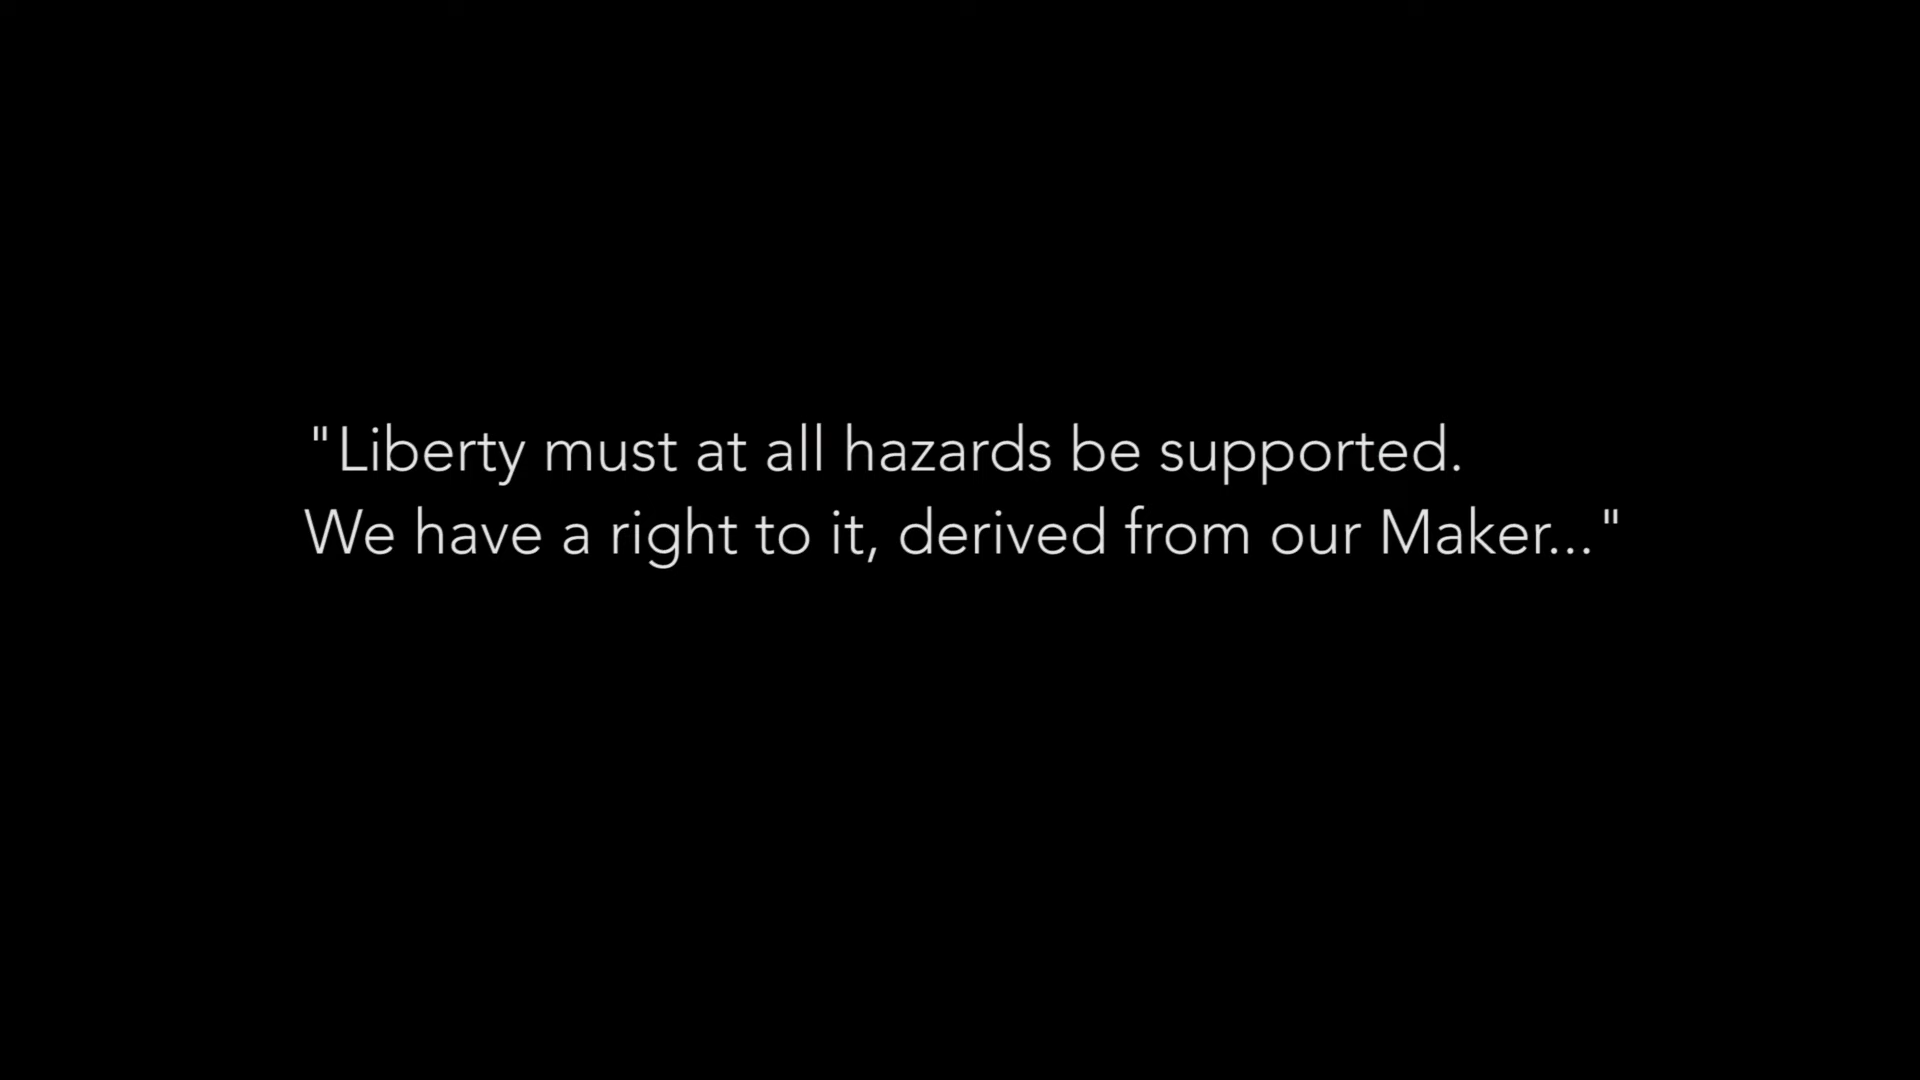 "Liberty must at all hazards be supported.
We have a right to it, derived from our Maker..."